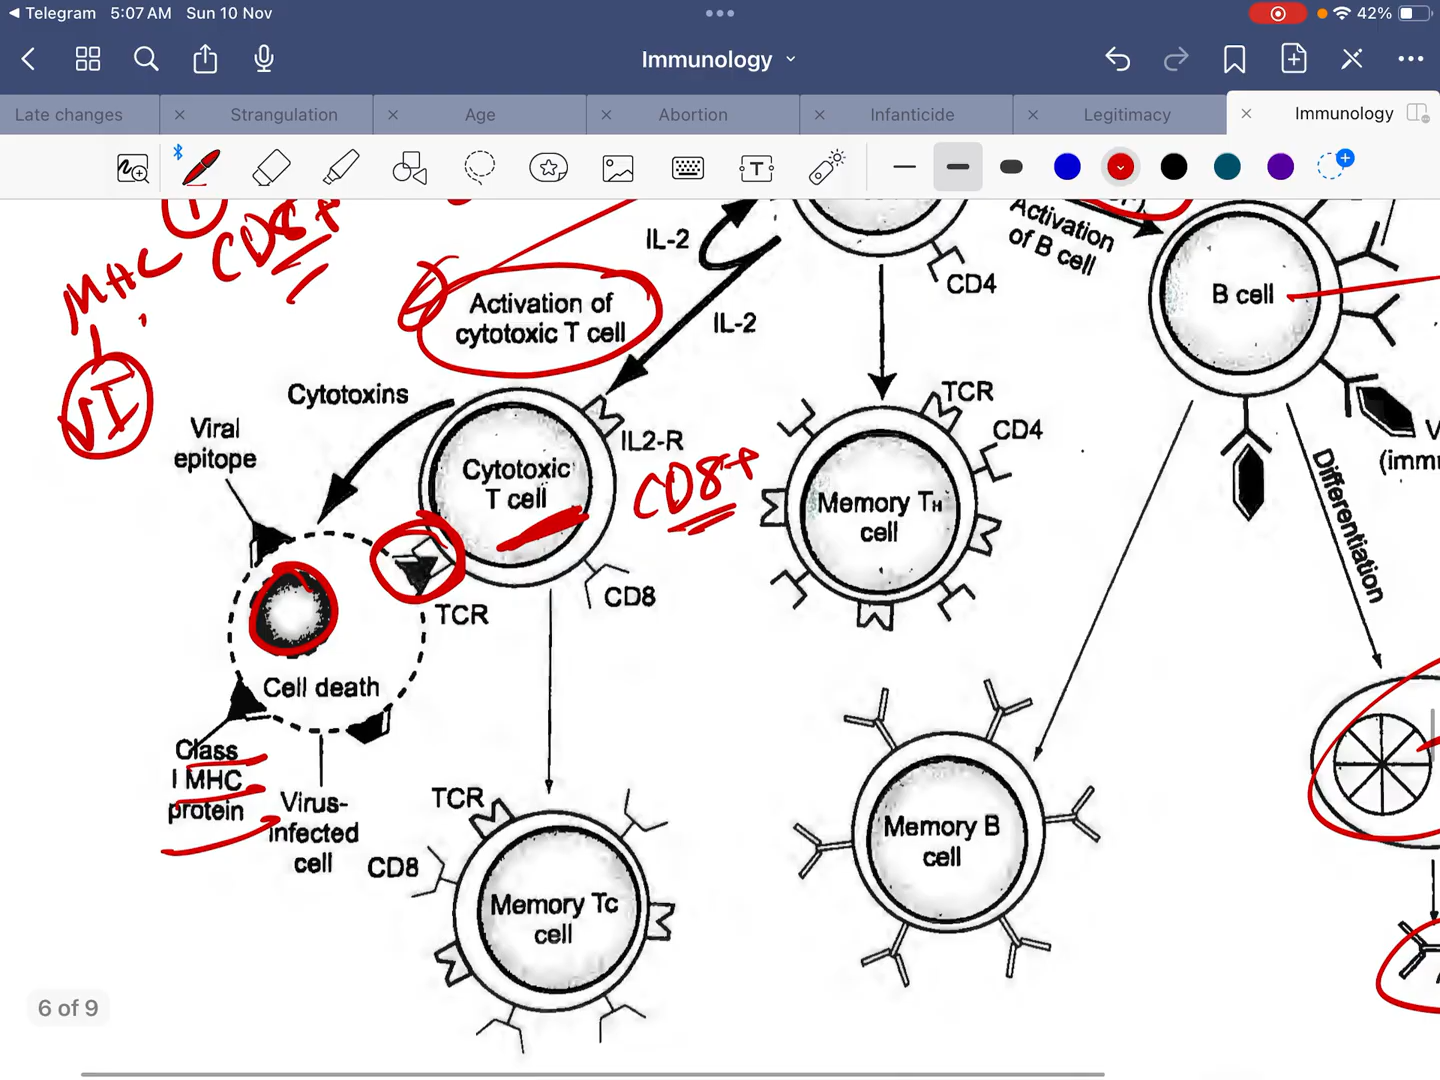 Telegram 5:07 AM Sun 10 Nov
42%
Immunology
Late changes
Strangulation
Age
Abortion
Infanticide
Legitimacy
Immunology
T
CD8+
MHC
I
VI
Activation of
cytotoxic T cell
IL-2
IL-2
CD4
Activation
of B cell
B cell
Cytotoxins
Viral
epitope
Cytotoxic
T cell
IL2-R
CD8+
CD8
TCR
TCR
CD4
Memory TH
cell
Differentiation
(imm
Cell death
Class
I MHC
protein
Virus-
infected
cell
TCR
CD8
Memory Tc
cell
Memory B
cell
6 of 9